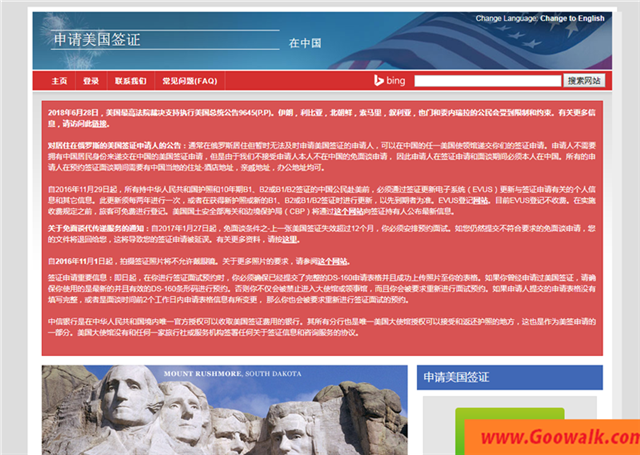 Change Language: Change to English
申请美国签证
在中国
主页 登录 联系我们 常见问题(FAQ) bing 搜索网站
2018年6月28日，美国最高法院裁决支持执行美国总统公告9645(P.P)。伊朗，利比亚，北朝鲜，索马里，叙利亚，也门和委内瑞拉的公民会受到限制和约束。有关更多信
息，请访问此链接。
对居住在俄罗斯的美国签证申请人的公告：通常在俄罗斯居住但暂时无法及时申请美国签证的申请人，可以在中国的任一美国使领馆递交你们的签证申请。申请人不需要
拥有中国居民身份来递交在中国的美国签证申请，但是由于我们不接受申请人本人不在中国的免面谈申请，因此申请人在签证申请和面谈期间必须本人在中国。所有的申
请人在预约签证面谈期间需要有中国当地的住址-酒店地址，亲戚地址，办公地址均可。
自2016年11月29日起，所有持中华人民共和国护照和10年期B1、B2或B1/B2签证的中国公民赴美前，必须通过签证更新电子系统（EVUS）更新与签证申请有关的个人信
息和其它信息。此更新须每两年进行一次，或者在获得新护照或新的B1、B2或B1/B2签证时进行更新，以先到期者为准。EVUS登记网站。目前EVUS登记不收费。在实施
收费规定之前，旅客可免费进行登记。美国国土安全部海关和边境保护局（CBP）将通过这个网站向签证持有人公布最新信息。
关于免面谈代传递服务的通知：自2017年1月27日起，免面谈条件之-上一张美国签证失效超过12个月，你必须安排预约面试。如您仍然提交不符合要求的免面谈申请，您
的文件将退回给您，这将导致您的签证申请被延误。有关更多资料，请按这里。
自2016年11月1日起，拍摄签证照片将不允许戴眼镜。关于更多照片的要求，请参阅这个网站。
签证申请重要信息：即日起，在你进行签证面试预约时，你必须确保已经提交了完整的DS-160申请表格并且成功上传照片至你的表格。如果你曾经申请过美国签证，请确
保你使用的是最新的并且有效的DS-160条形码进行预约。否则你不仅会被禁止进入大使馆或领事馆，而且你会被要求重新进行面试预约。如果申请人提交的申请表格没有
填写完整，或者是面谈时间前2个工作日内申请表格信息有所变更，那么你也会被要求重新进行签证面试的预约。
中信银行是在中华人民共和国境内唯一官方授权可以收取美国签证费用的银行。其所有分行也是唯一美国大使馆授权可以接受和返还护照的地方，这也是作为美签申请的
一部分。美国大使馆没有和任何一家旅行社或服务机构签署任何关于签证信息和咨询服务的协议。
MOUNT RUSHMORE, SOUTH DAKOTA
申请美国签证
www.Goowalk.com